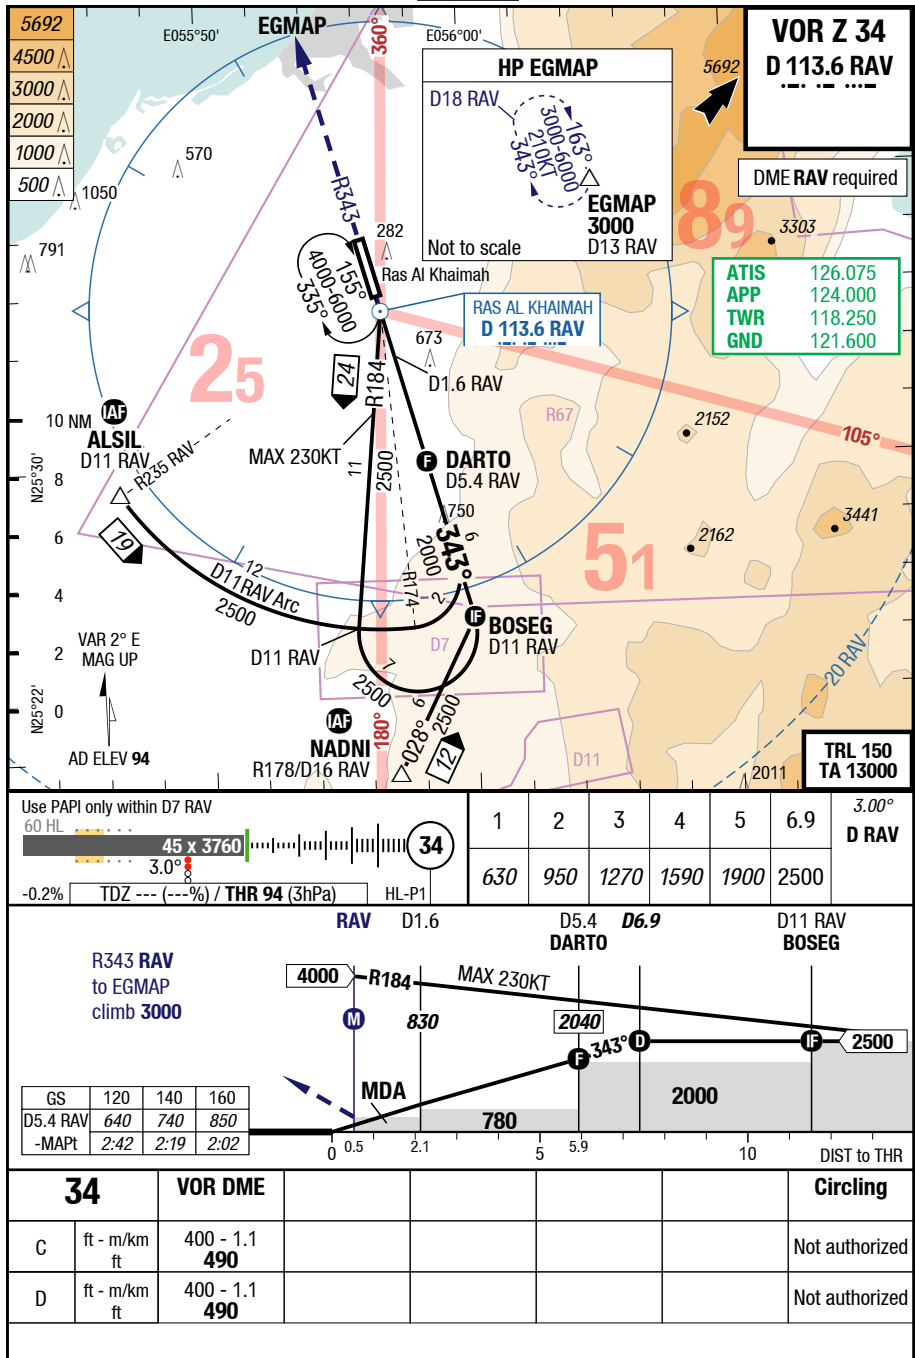 5692
4500
3000
2000
1000
500
E055°50'
EGMAP
360°
E056°00'
VOR Z 34
D 113.6 RAV
5692
DME RAV required
HP EGMAP
D18 RAV
163°
3000-6000
210KT
343°
EGMAP
3000
D13 RAV
Not to scale
570
1050
791
R343
282
Ras Al Khaimah
155°
4000-6000
335°
89
3303
ATIS 126.075
APP 124.000
TWR 118.250
GND 121.600
RAS AL KHAIMAH
D 113.6 RAV
25
673
D1.6 RAV
24
R184
R67
2152
105°
10 NM
IAF
ALSIL
D11 RAV
R235 RAV
MAX 230KT
11
2500
F
DARTO
D5.4 RAV
N25°30'
8
750
3441
2162
6
19
6
343°
2000
51
12
D11 RAV Arc
2500
R174
2
4
IF
BOSEG
D11 RAV
D7
VAR 2° E
MAG UP
2
D11 RAV
7
2500
6
20 RAV
N25°22'
0
IAF
NADNI
R178/D16 RAV
180°
028°
2500
12
D11
AD ELEV 94
2011
TRL 150
TA 13000
Use PAPI only within D7 RAV
60 HL
45 x 3760
34
3.0°
-0.2%
TDZ --- (---%) / THR 94 (3hPa)
HL-P1
1 2 3 4 5 6.9 3.00°
D RAV
630 950 1270 1590 1900 2500
RAV D1.6 D5.4 D6.9 D11 RAV
DARTO BOSEG
R343 RAV
to EGMAP
climb 3000
4000
R184
MAX 230KT
M
830
2040
343°
D
IF
2500
F
MDA
780
2000
GS 120 140 160
D5.4 RAV 640 740 850
-MAPt 2:42 2:19 2:02
0 0.5 2.1 5 5.9 10 DIST to THR
34 VOR DME Circling
C ft - m/km 400 - 1.1 Not authorized
ft 490
D ft - m/km 400 - 1.1 Not authorized
ft 490